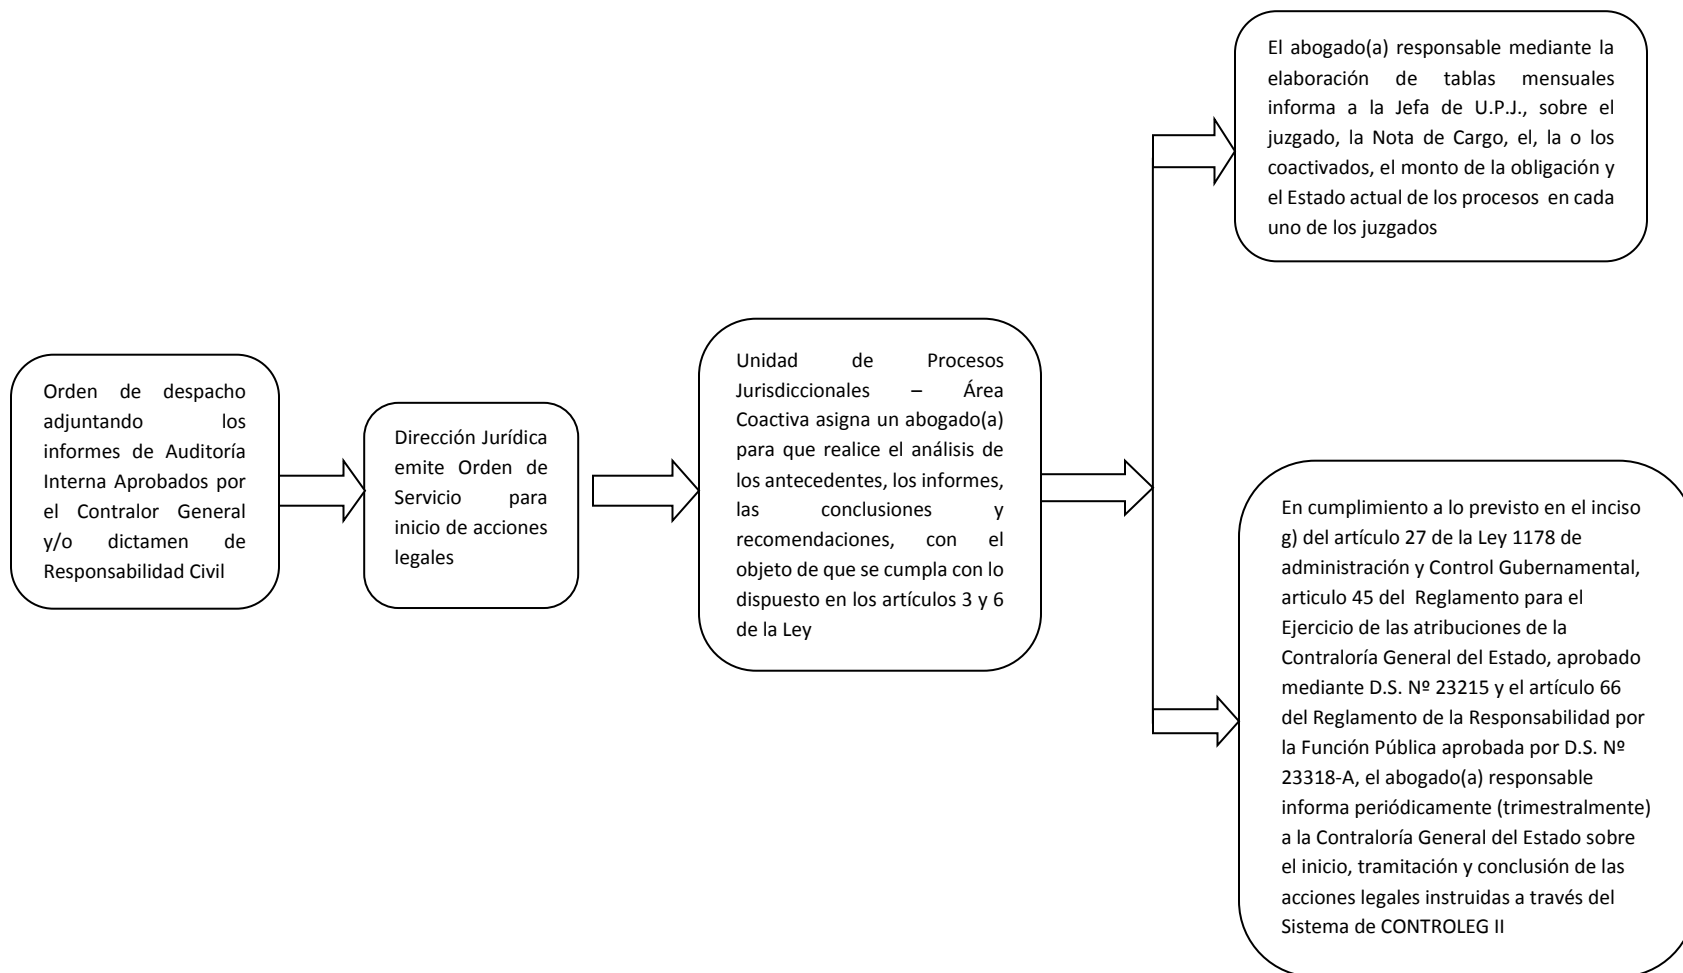 Orden de despacho
adjuntando los
informes de Auditoría
Interna Aprobados por
el Contralor General
y/o dictamen de
Responsabilidad Civil
Dirección Jurídica
emite Orden de
Servicio para
inicio de acciones
legales
Unidad de Procesos
Jurisdiccionales – Área
Coactiva asigna un abogado(a)
para que realice el análisis de
los antecedentes, los informes,
las conclusiones y
recomendaciones, con el
objeto de que se cumpla con lo
dispuesto en los artículos 3 y 6
de la Ley
El abogado(a) responsable mediante la
elaboración de tablas mensuales
informa a la Jefa de U.P.J., sobre el
juzgado, la Nota de Cargo, el, la o los
coactivados, el monto de la obligación y
el Estado actual de los procesos en cada
uno de los juzgados
En cumplimiento a lo previsto en el inciso
g) del artículo 27 de la Ley 1178 de
administración y Control Gubernamental,
articulo 45 del Reglamento para el
Ejercicio de las atribuciones de la
Contraloría General del Estado, aprobado
mediante D.S. Nº 23215 y el artículo 66
del Reglamento de la Responsabilidad por
la Función Pública aprobada por D.S. Nº
23318-A, el abogado(a) responsable
informa periódicamente (trimestralmente)
a la Contraloría General del Estado sobre
el inicio, tramitación y conclusión de las
acciones legales instruidas a través del
Sistema de CONTROLEG II